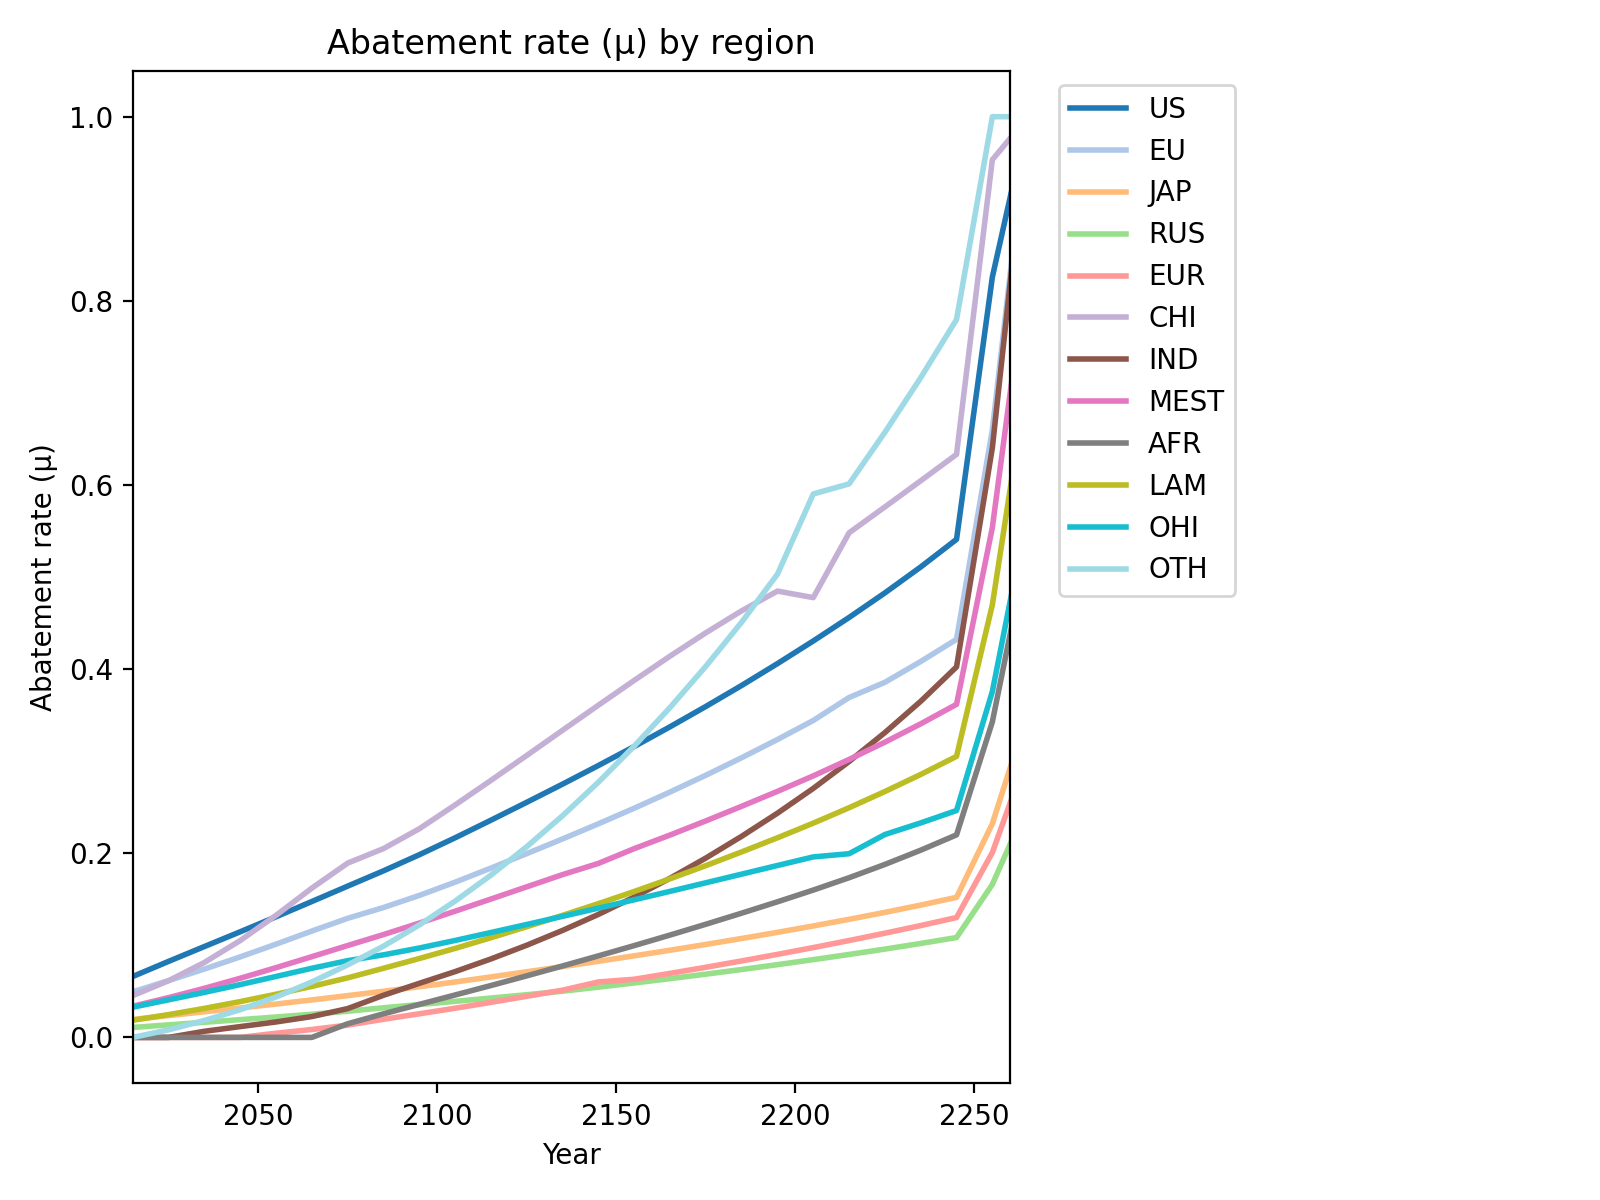 Abatement rate (μ) by region
1.0
0.8
0.6
0.4
0.2
0.0
Abatement rate (μ)
2050 2100 2150 2200 2250
Year
US
EU
JAP
RUS
EUR
CHI
IND
MEST
AFR
LAM
OHI
OTH